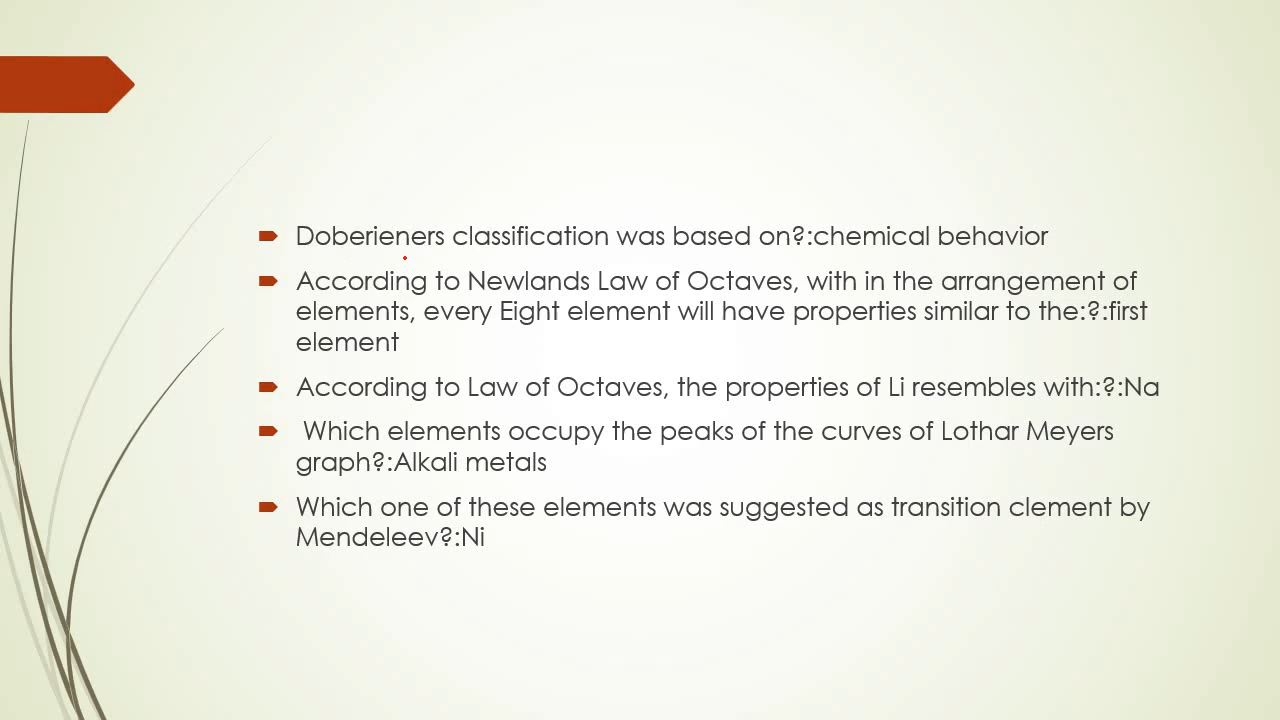 Doberieners classification was based on?:chemical behavior
According to Newlands Law of Octaves, with in the arrangement of
elements, every Eight element will have properties similar to the:?:first
element
According to Law of Octaves, the properties of Li resembles with:?:Na
Which elements occupy the peaks of the curves of Lothar Meyers
graph?:Alkali metals
Which one of these elements was suggested as transition clement by
Mendeleev?:Ni